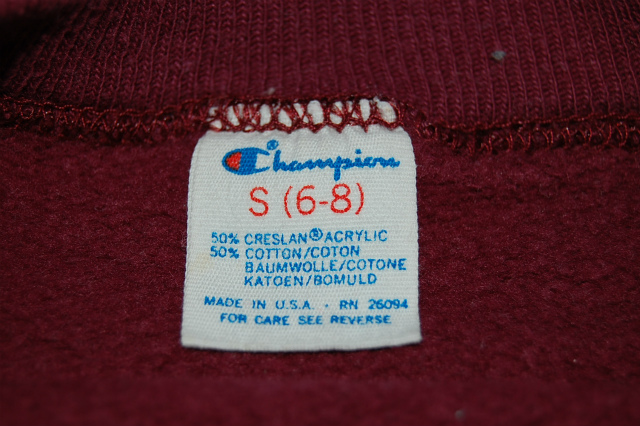 Champion
S (6-8)
50% CRESLAN® ACRYLIC
50% COTTON/COTON
BAUMWOLLE/COTONE
KATOEN/BOMULD
MADE IN U.S.A. - RN 26094
FOR CARE SEE REVERSE